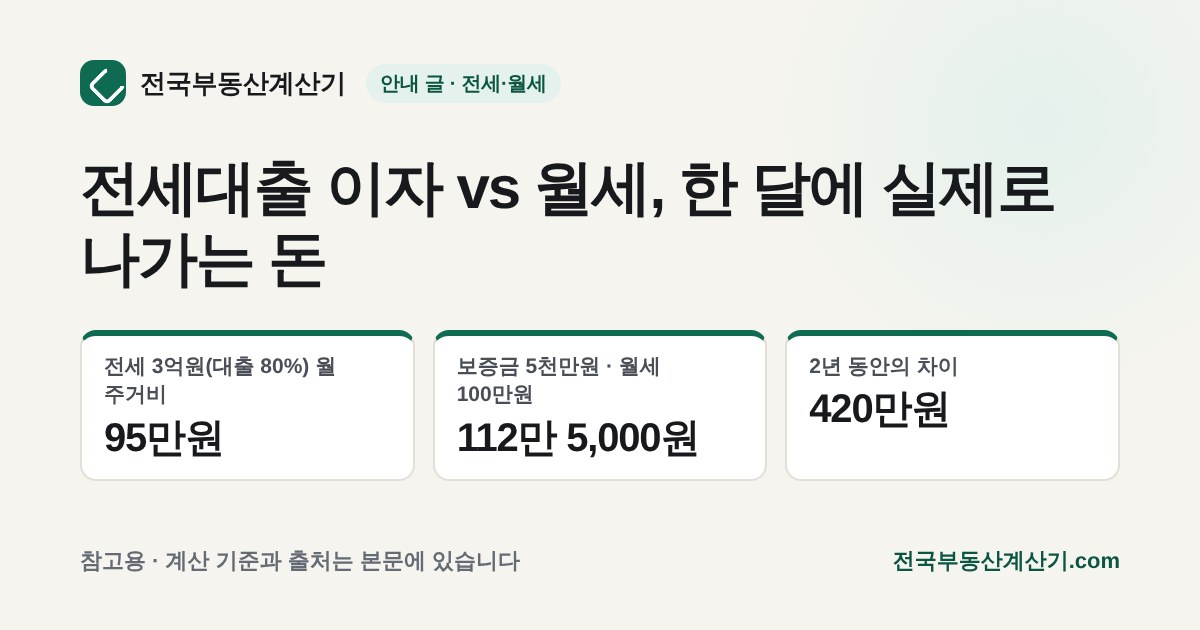 전국부동산계산기
안내 글 · 전세·월세
전세대출 이자 vs 월세, 한 달에 실제로
나가는 돈
전세 3억원(대출 80%) 월
주거비
95만원
보증금 5천만원 · 월세
100만원
112만 5,000원
2년 동안의 차이
420만원
참고용 · 계산 기준과 출처는 본문에 있습니다
전국부동산계산기.com